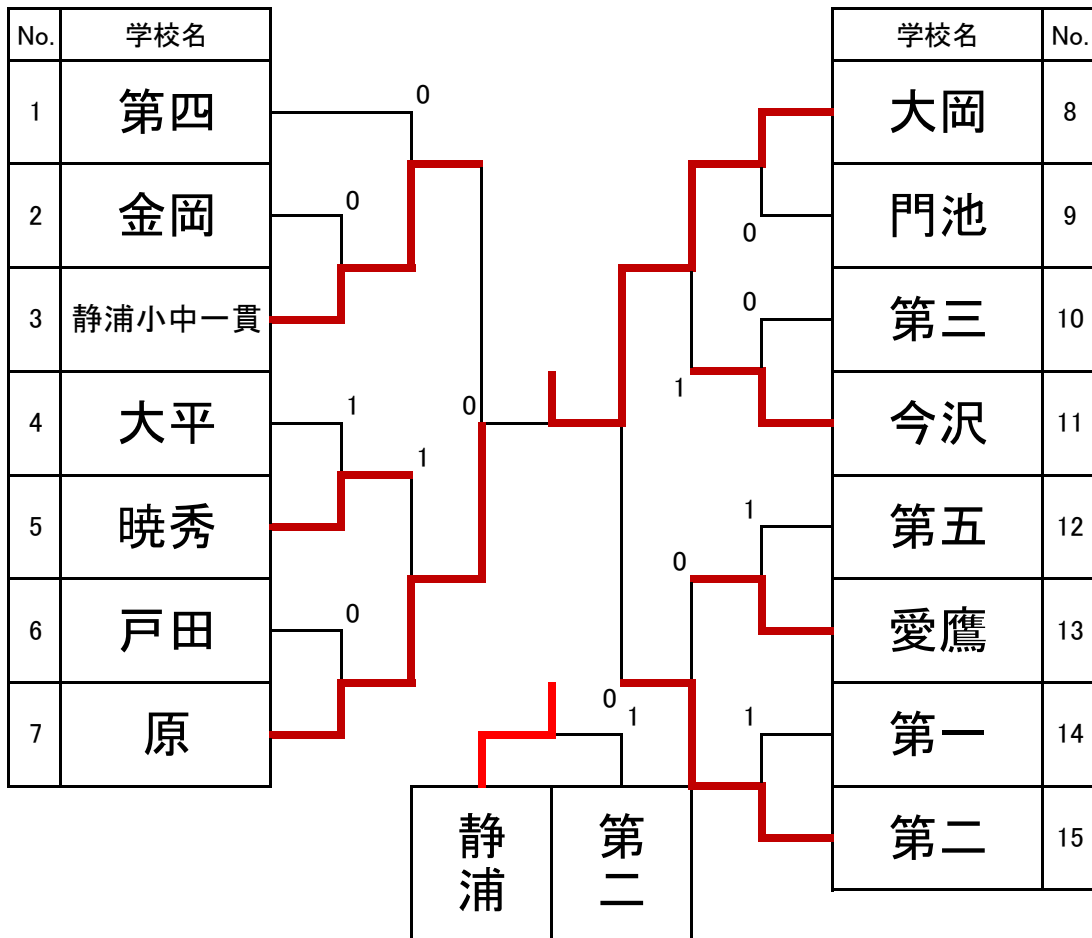 No. 学校名
1 第四
2 金岡
3 静浦小中一貫
4 大平
5 暁秀
6 戸田
7 原
0
0
1
1
0
0
学校名 No.
大岡 8
門池 9
第三 10
今沢 11
第五 12
愛鷹 13
第一 14
第二 15
0
0
1
1
0
1
0
1
静浦
第二